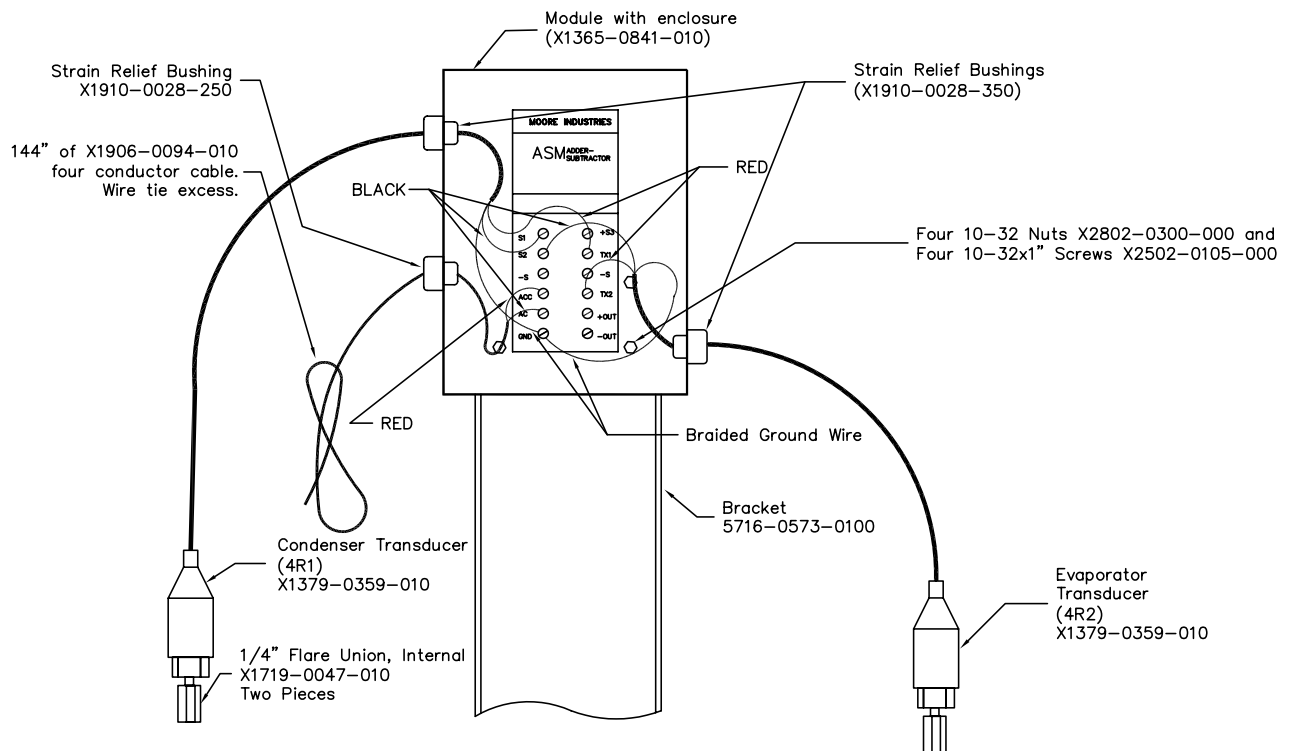 Module with enclosure
(X1365-0841-010)
Strain Relief Bushing
X1910-0028-250
Strain Relief Bushings
(X1910-0028-350)
144" of X1906-0094-010
four conductor cable.
Wire tie excess.
MOORE INDUSTRIES
ASM ADDER-
SUBTRACTOR
BLACK
RED
S1
+S3
S2
TX1
-S
-S
ACC
TX2
AC
+OUT
GND
-OUT
Four 10-32 Nuts X2802-0300-000 and
Four 10-32x1" Screws X2502-0105-000
RED
Braided Ground Wire
Bracket
5716-0573-0100
Condenser Transducer
(4R1)
X1379-0359-010
Evaporator
Transducer
(4R2)
X1379-0359-010
1/4" Flare Union, Internal
X1719-0047-010
Two Pieces